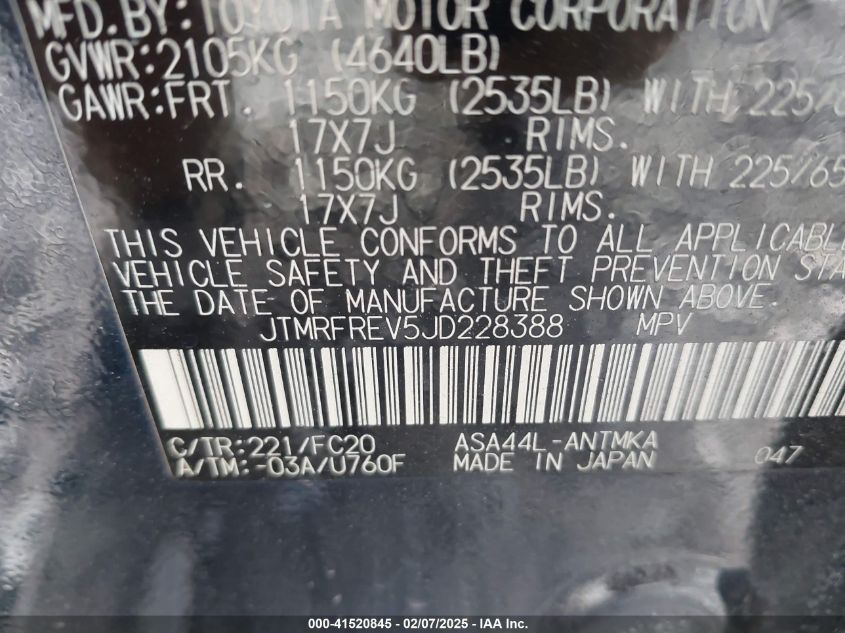 MFD.BY: TOYOTA MOTOR CORPORATION
GVWR:2105KG (4640LB)
GAWR:FRT. 1150KG (2535LB) WITH 225/6
17X7J RIMS.
RR. 1150KG (2535LB) WITH 225/65
17X7J RIMS.
THIS VEHICLE CONFORMS TO ALL APPLICABL
VEHICLE SAFETY AND THEFT PREVENTION STA
THE DATE OF MANUFACTURE SHOWN ABOVE.
JTMRFREV5JD228388 MPV
C/TR:221/FC20 ASA44L-ANTMKA 047
A/TM:-03A/U760F MADE IN JAPAN
000-41520845 - 02/07/2025 - IAA Inc.